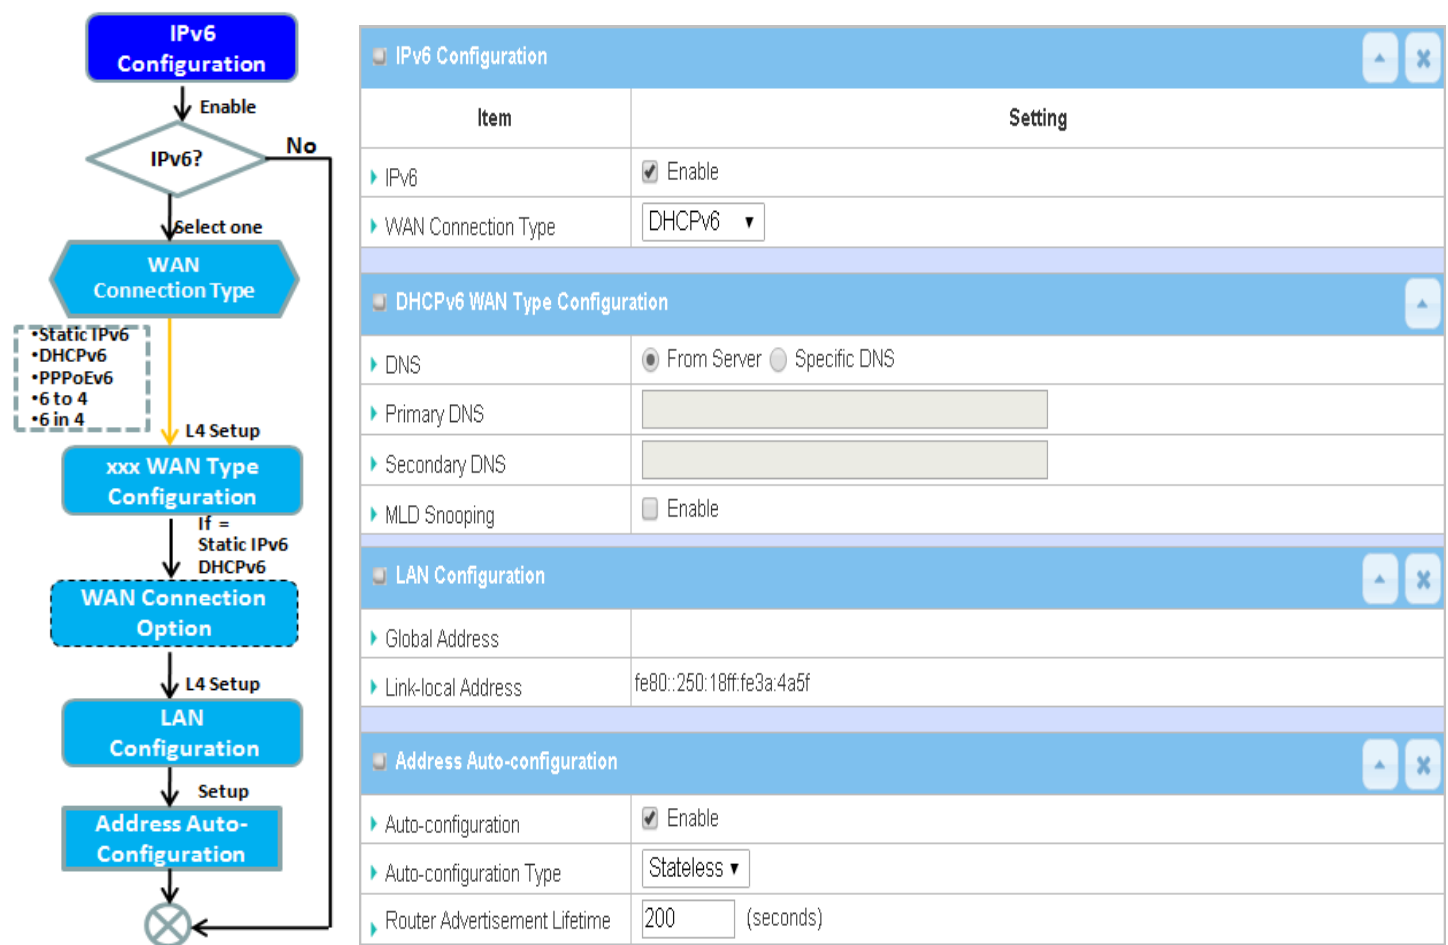 IPv6
Configuration
Enable
IPv6?
No
Select one
WAN
Connection Type
•Static IPv6
•DHCPv6
•PPPoEv6
•6 to 4
•6 in 4
L4 Setup
xxx WAN Type
Configuration
If =
Static IPv6
DHCPv6
WAN Connection
Option
L4 Setup
LAN
Configuration
Setup
Address Auto-
Configuration
IPv6 Configuration
Item Setting
IPv6 Enable
WAN Connection Type DHCPv6
DHCPv6 WAN Type Configuration
DNS From Server Specific DNS
Primary DNS
Secondary DNS
MLD Snooping Enable
LAN Configuration
Global Address
Link-local Address fe80::250:18ff:fe3a:4a5f
Address Auto-configuration
Auto-configuration Enable
Auto-configuration Type Stateless
Router Advertisement Lifetime 200 (seconds)